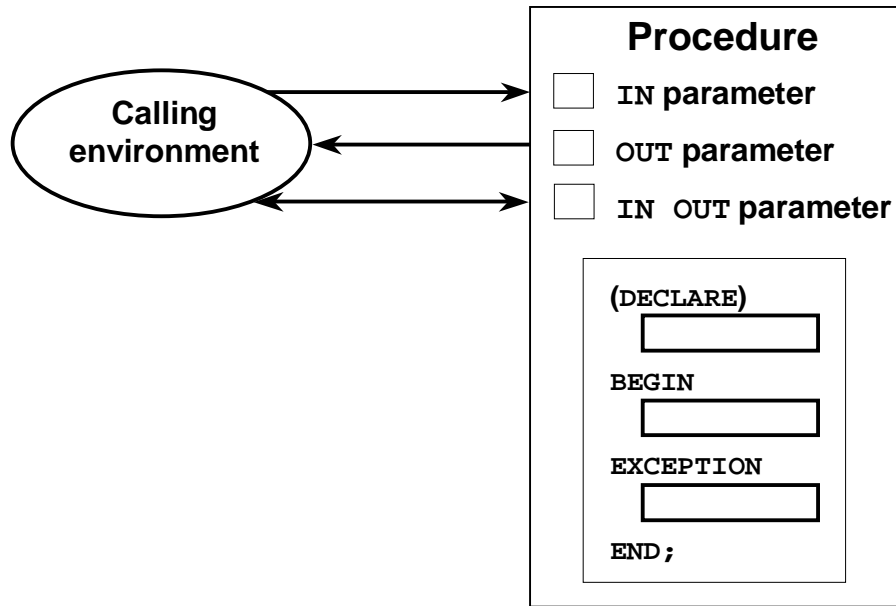 Procedure
Calling
environment
IN parameter
OUT parameter
IN OUT parameter
(DECLARE)
BEGIN
EXCEPTION
END;